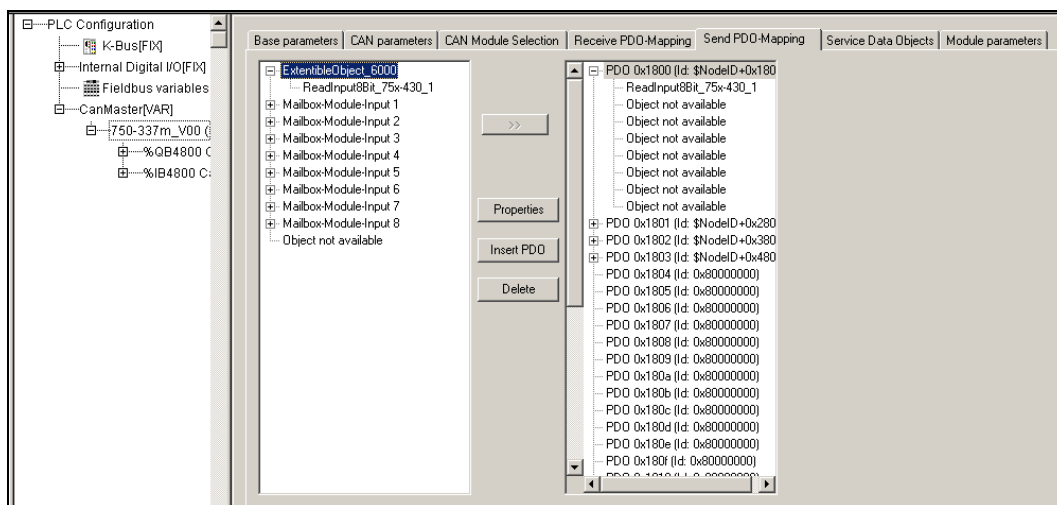 PLC Configuration
K-Bus[FIX]
Internal Digital I/O[FIX]
Fieldbus variables
CanMaster[VAR]
750-337m_V00 (
%QB4800 C
%IB4800 Ca
Base parameters
CAN parameters
CAN Module Selection
Receive PDO-Mapping
Send PDO-Mapping
Service Data Objects
Module parameters
ExtentibleObject_6000
ReadInput8Bit_75x-430_1
Mailbox-Module-Input 1
Mailbox-Module-Input 2
Mailbox-Module-Input 3
Mailbox-Module-Input 4
Mailbox-Module-Input 5
Mailbox-Module-Input 6
Mailbox-Module-Input 7
Mailbox-Module-Input 8
Object not available
>>
Properties
Insert PDO
Delete
PDO 0x1800 (Id: $NodeID+0x180
ReadInput8Bit_75x-430_1
Object not available
Object not available
Object not available
Object not available
Object not available
Object not available
Object not available
PDO 0x1801 (Id: $NodeID+0x280
PDO 0x1802 (Id: $NodeID+0x380
PDO 0x1803 (Id: $NodeID+0x480
PDO 0x1804 (Id: 0x80000000)
PDO 0x1805 (Id: 0x80000000)
PDO 0x1806 (Id: 0x80000000)
PDO 0x1807 (Id: 0x80000000)
PDO 0x1808 (Id: 0x80000000)
PDO 0x1809 (Id: 0x80000000)
PDO 0x180a (Id: 0x80000000)
PDO 0x180b (Id: 0x80000000)
PDO 0x180c (Id: 0x80000000)
PDO 0x180d (Id: 0x80000000)
PDO 0x180e (Id: 0x80000000)
PDO 0x180f (Id: 0x80000000)